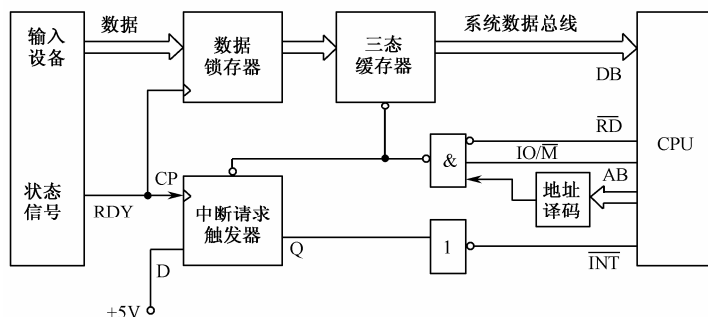 输入
设备
数据
数据
锁存器
三态
缓存器
系统数据总线
DB
CPU
R̅D̅
IO/M̅
AB
&
地址
译码
状态
信号
RDY
CP
中断请求
触发器
Q
1
I̅N̅T̅
D
+5V